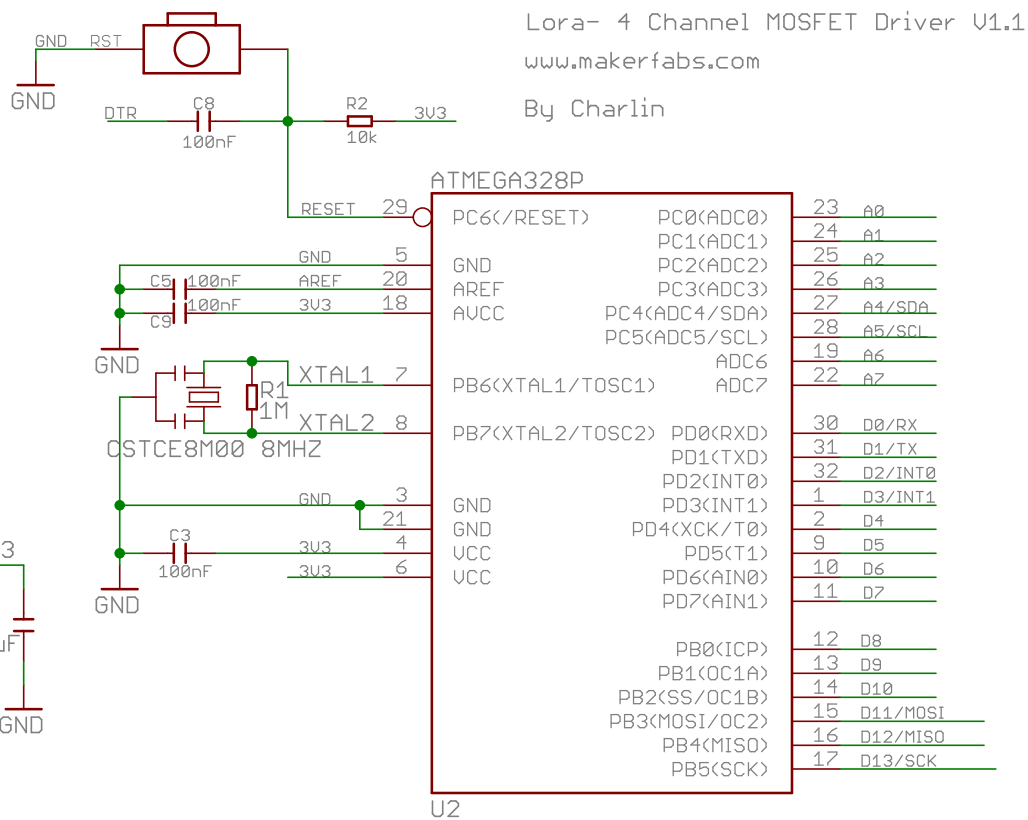 Lora- 4 Channel MOSFET Driver V1.1
www.makerfabs.com
By Charlin
GND RST
GND
DTR C8 100nF
R2 10k 3V3
ATMEGA328P
RESET 29 PC6(/RESET)
GND 5 GND
C5 100nF AREF 20 AREF
C9 100nF 3V3 18 AVCC
GND
XTAL1 7 PB6(XTAL1/TOSC1)
R1 1M
XTAL2 8 PB7(XTAL2/TOSC2)
CSTCE8M00 8MHZ
GND 3 GND
21 GND
C3 100nF 3V3 4 VCC
3V3 6 VCC
GND
3
uF
GND
PC0(ADC0) 23 A0
PC1(ADC1) 24 A1
PC2(ADC2) 25 A2
PC3(ADC3) 26 A3
PC4(ADC4/SDA) 27 A4/SDA
PC5(ADC5/SCL) 28 A5/SCL
ADC6 19 A6
ADC7 22 A7
PD0(RXD) 30 D0/RX
PD1(TXD) 31 D1/TX
PD2(INT0) 32 D2/INT0
PD3(INT1) 1 D3/INT1
PD4(XCK/T0) 2 D4
PD5(T1) 9 D5
PD6(AIN0) 10 D6
PD7(AIN1) 11 D7
PB0(ICP) 12 D8
PB1(OC1A) 13 D9
PB2(SS/OC1B) 14 D10
PB3(MOSI/OC2) 15 D11/MOSI
PB4(MISO) 16 D12/MISO
PB5(SCK) 17 D13/SCK
U2